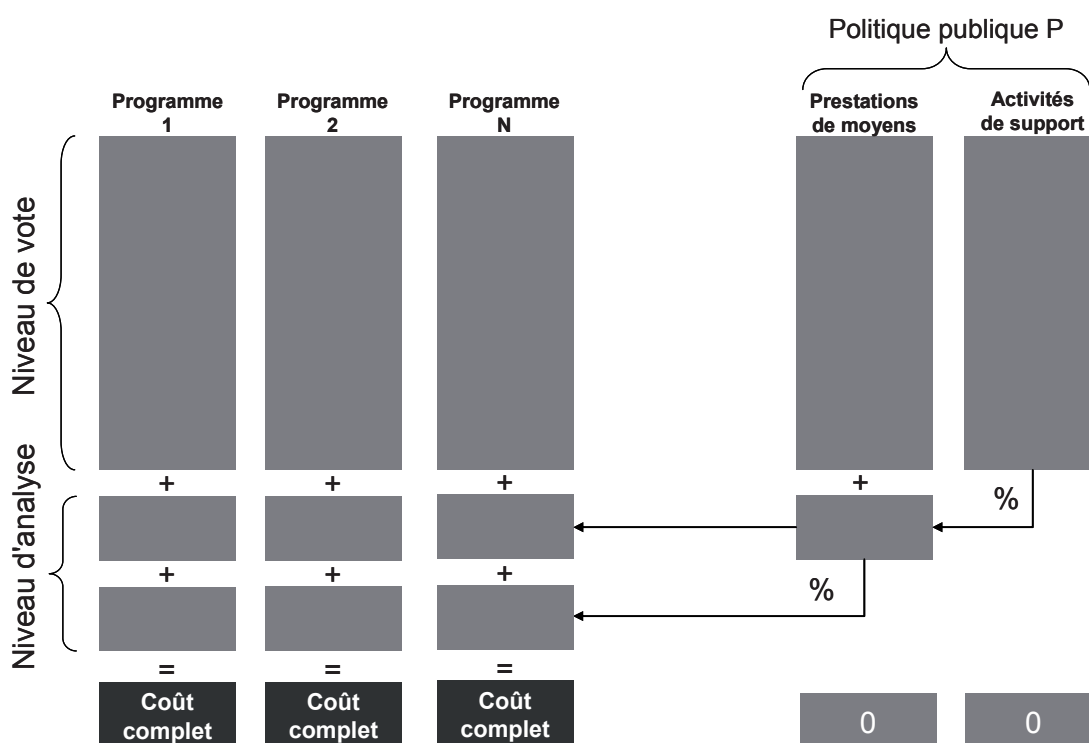 Politique publique P
Programme
1
Programme
2
Programme
N
Prestations
de moyens
Activités
de support
Niveau de vote
+
+
+
+
%
Niveau d'analyse
+
+
+
%
=
=
=
Coût
complet
Coût
complet
Coût
complet
0
0